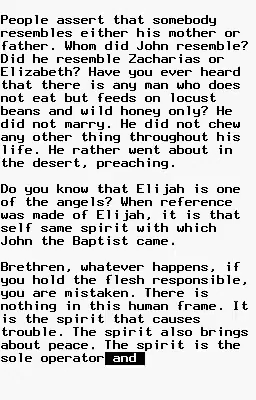 People assert that somebody
resembles either his mother or
father. Whom did John resemble?
Did he resemble Zacharias or
Elizabeth? Have you ever heard
that there is any man who does
not eat but feeds on locust
beans and wild honey only? He
did not marry. He did not chew
any other thing throughout his
life. He rather went about in
the desert, preaching.

Do you know that Elijah is one
of the angels? When reference
was made of Elijah, it is that
self same spirit with which
John the Baptist came.

Brethren, whatever happens, if
you hold the flesh responsible,
you are mistaken. There is
nothing in this human frame. It
is the spirit that causes
trouble. The spirit also brings
about peace. The spirit is the
sole operator and